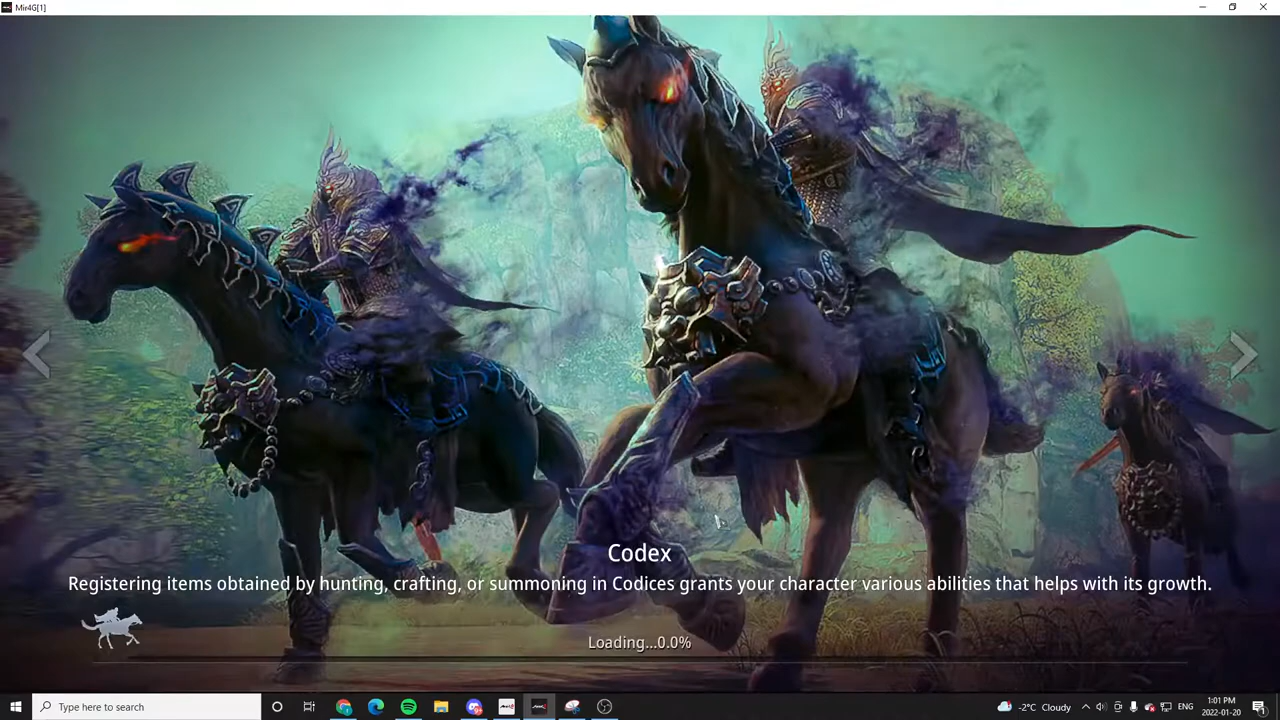 Mir4G[1]
Codex
Registering items obtained by hunting, crafting, or summoning in Codices grants your character various abilities that helps with its growth.
Loading...0.0%
Type here to search
-2°C Cloudy
ENG
1:01 PM
2022-01-20
1